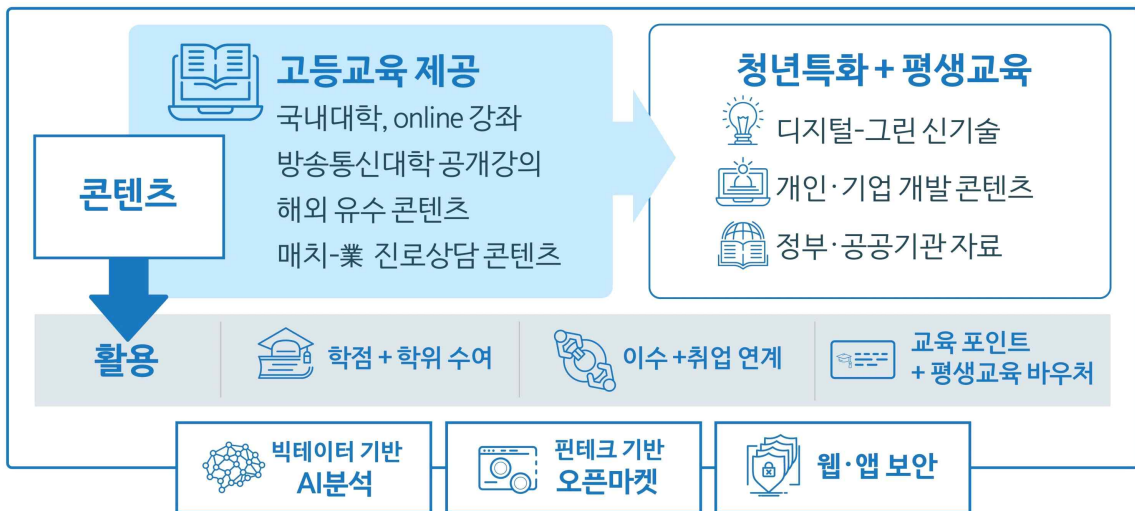 고등교육 제공
국내대학, online 강좌
방송통신대학 공개강의
해외 유수 콘텐츠
매치-業 진로상담 콘텐츠
청년특화 + 평생교육
디지털-그린 신기술
개인·기업 개발 콘텐츠
정부·공공기관 자료
콘텐츠
활용
학점 + 학위 수여
이수 +취업 연계
교육 포인트
+ 평생교육 바우처
빅테이터 기반
AI분석
핀테크 기반
오픈마켓
웹·앱 보안